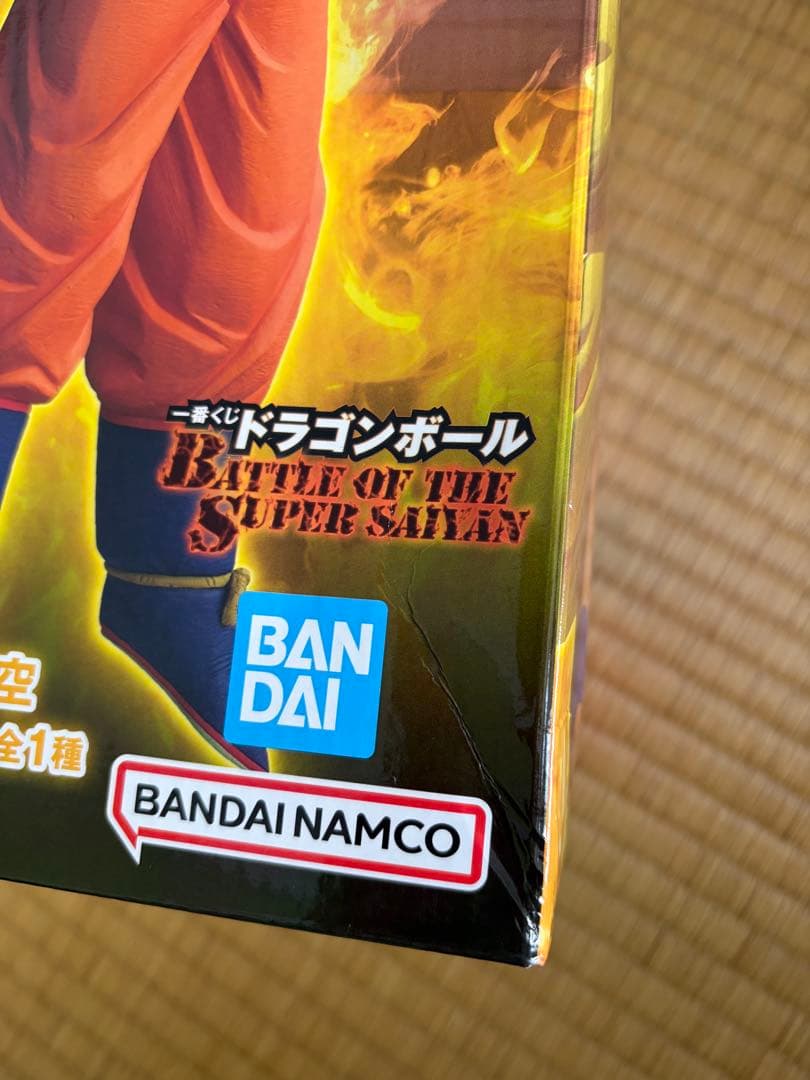 一番くじ ドラゴンボール
BATTLE OF THE
SUPER SAIYAN
BAN
DAI
空
全1種
BANDAI NAMCO